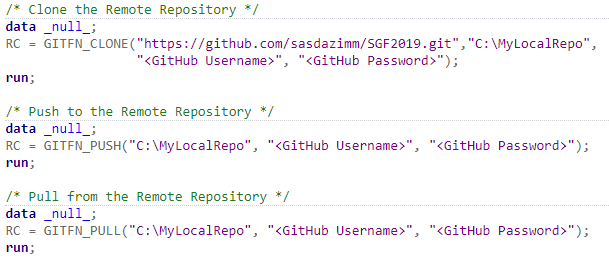 /* Clone the Remote Repository */
data _null_;
RC = GITFN_CLONE("https://github.com/sasdazimm/SGF2019.git","C:\MyLocalRepo",
"<GitHub Username>", "<GitHub Password>");
run;
/* Push to the Remote Repository */
data _null_;
RC = GITFN_PUSH("C:\MyLocalRepo", "<GitHub Username>", "<GitHub Password>");
run;
/* Pull from the Remote Repository */
data _null_;
RC = GITFN_PULL("C:\MyLocalRepo", "<GitHub Username>", "<GitHub Password>");
run;